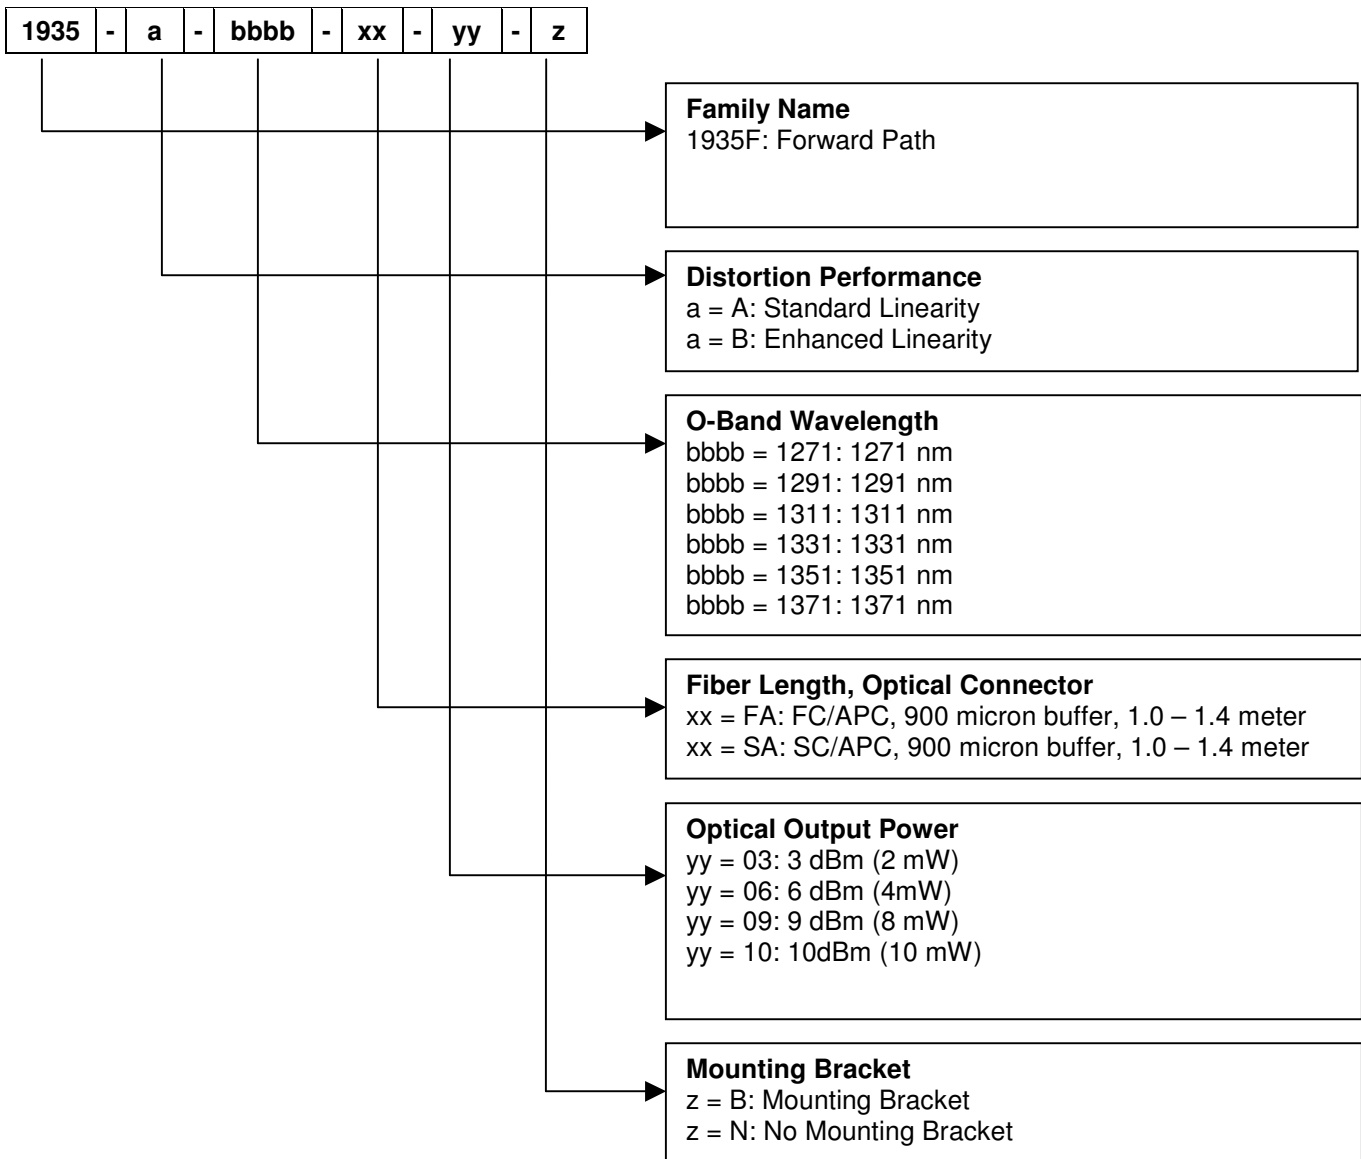 1935 - a - bbbb - xx - yy - z
Family Name
1935F: Forward Path
Distortion Performance
a = A: Standard Linearity
a = B: Enhanced Linearity
O-Band Wavelength
bbbb = 1271: 1271 nm
bbbb = 1291: 1291 nm
bbbb = 1311: 1311 nm
bbbb = 1331: 1331 nm
bbbb = 1351: 1351 nm
bbbb = 1371: 1371 nm
Fiber Length, Optical Connector
xx = FA: FC/APC, 900 micron buffer, 1.0 – 1.4 meter
xx = SA: SC/APC, 900 micron buffer, 1.0 – 1.4 meter
Optical Output Power
yy = 03: 3 dBm (2 mW)
yy = 06: 6 dBm (4mW)
yy = 09: 9 dBm (8 mW)
yy = 10: 10dBm (10 mW)
Mounting Bracket
z = B: Mounting Bracket
z = N: No Mounting Bracket